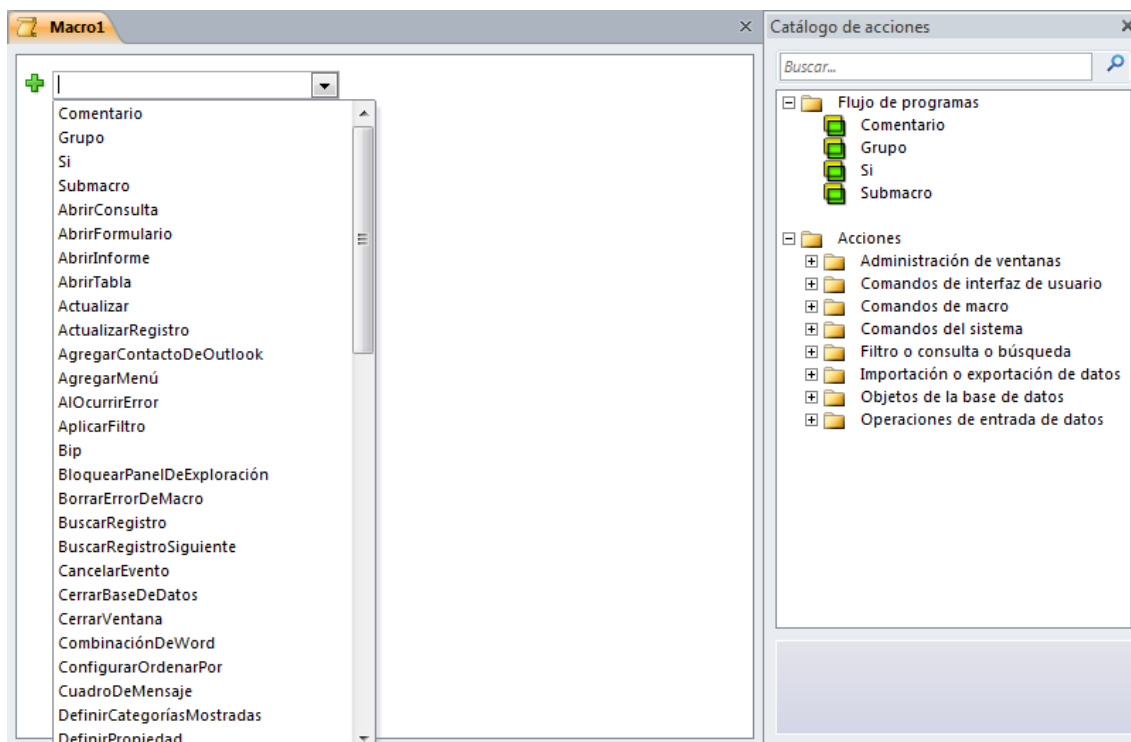 Macro1
Comentario
Grupo
Si
Submacro
AbrirConsulta
AbrirFormulario
AbrirInforme
AbrirTabla
Actualizar
ActualizarRegistro
AgregarContactoDeOutlook
AgregarMenú
AlOcurrirError
AplicarFiltro
Bip
BloquearPanelDeExploración
BorrarErrorDeMacro
BuscarRegistro
BuscarRegistroSiguiente
CancelarEvento
CerrarBaseDeDatos
CerrarVentana
CombinaciónDeWord
ConfigurarOrdenarPor
CuadroDeMensaje
DefinirCategoríasMostradas
DefinirPropiedad
Catálogo de acciones
Buscar...
Flujo de programas
Comentario
Grupo
Si
Submacro
Acciones
Administración de ventanas
Comandos de interfaz de usuario
Comandos de macro
Comandos del sistema
Filtro o consulta o búsqueda
Importación o exportación de datos
Objetos de la base de datos
Operaciones de entrada de datos